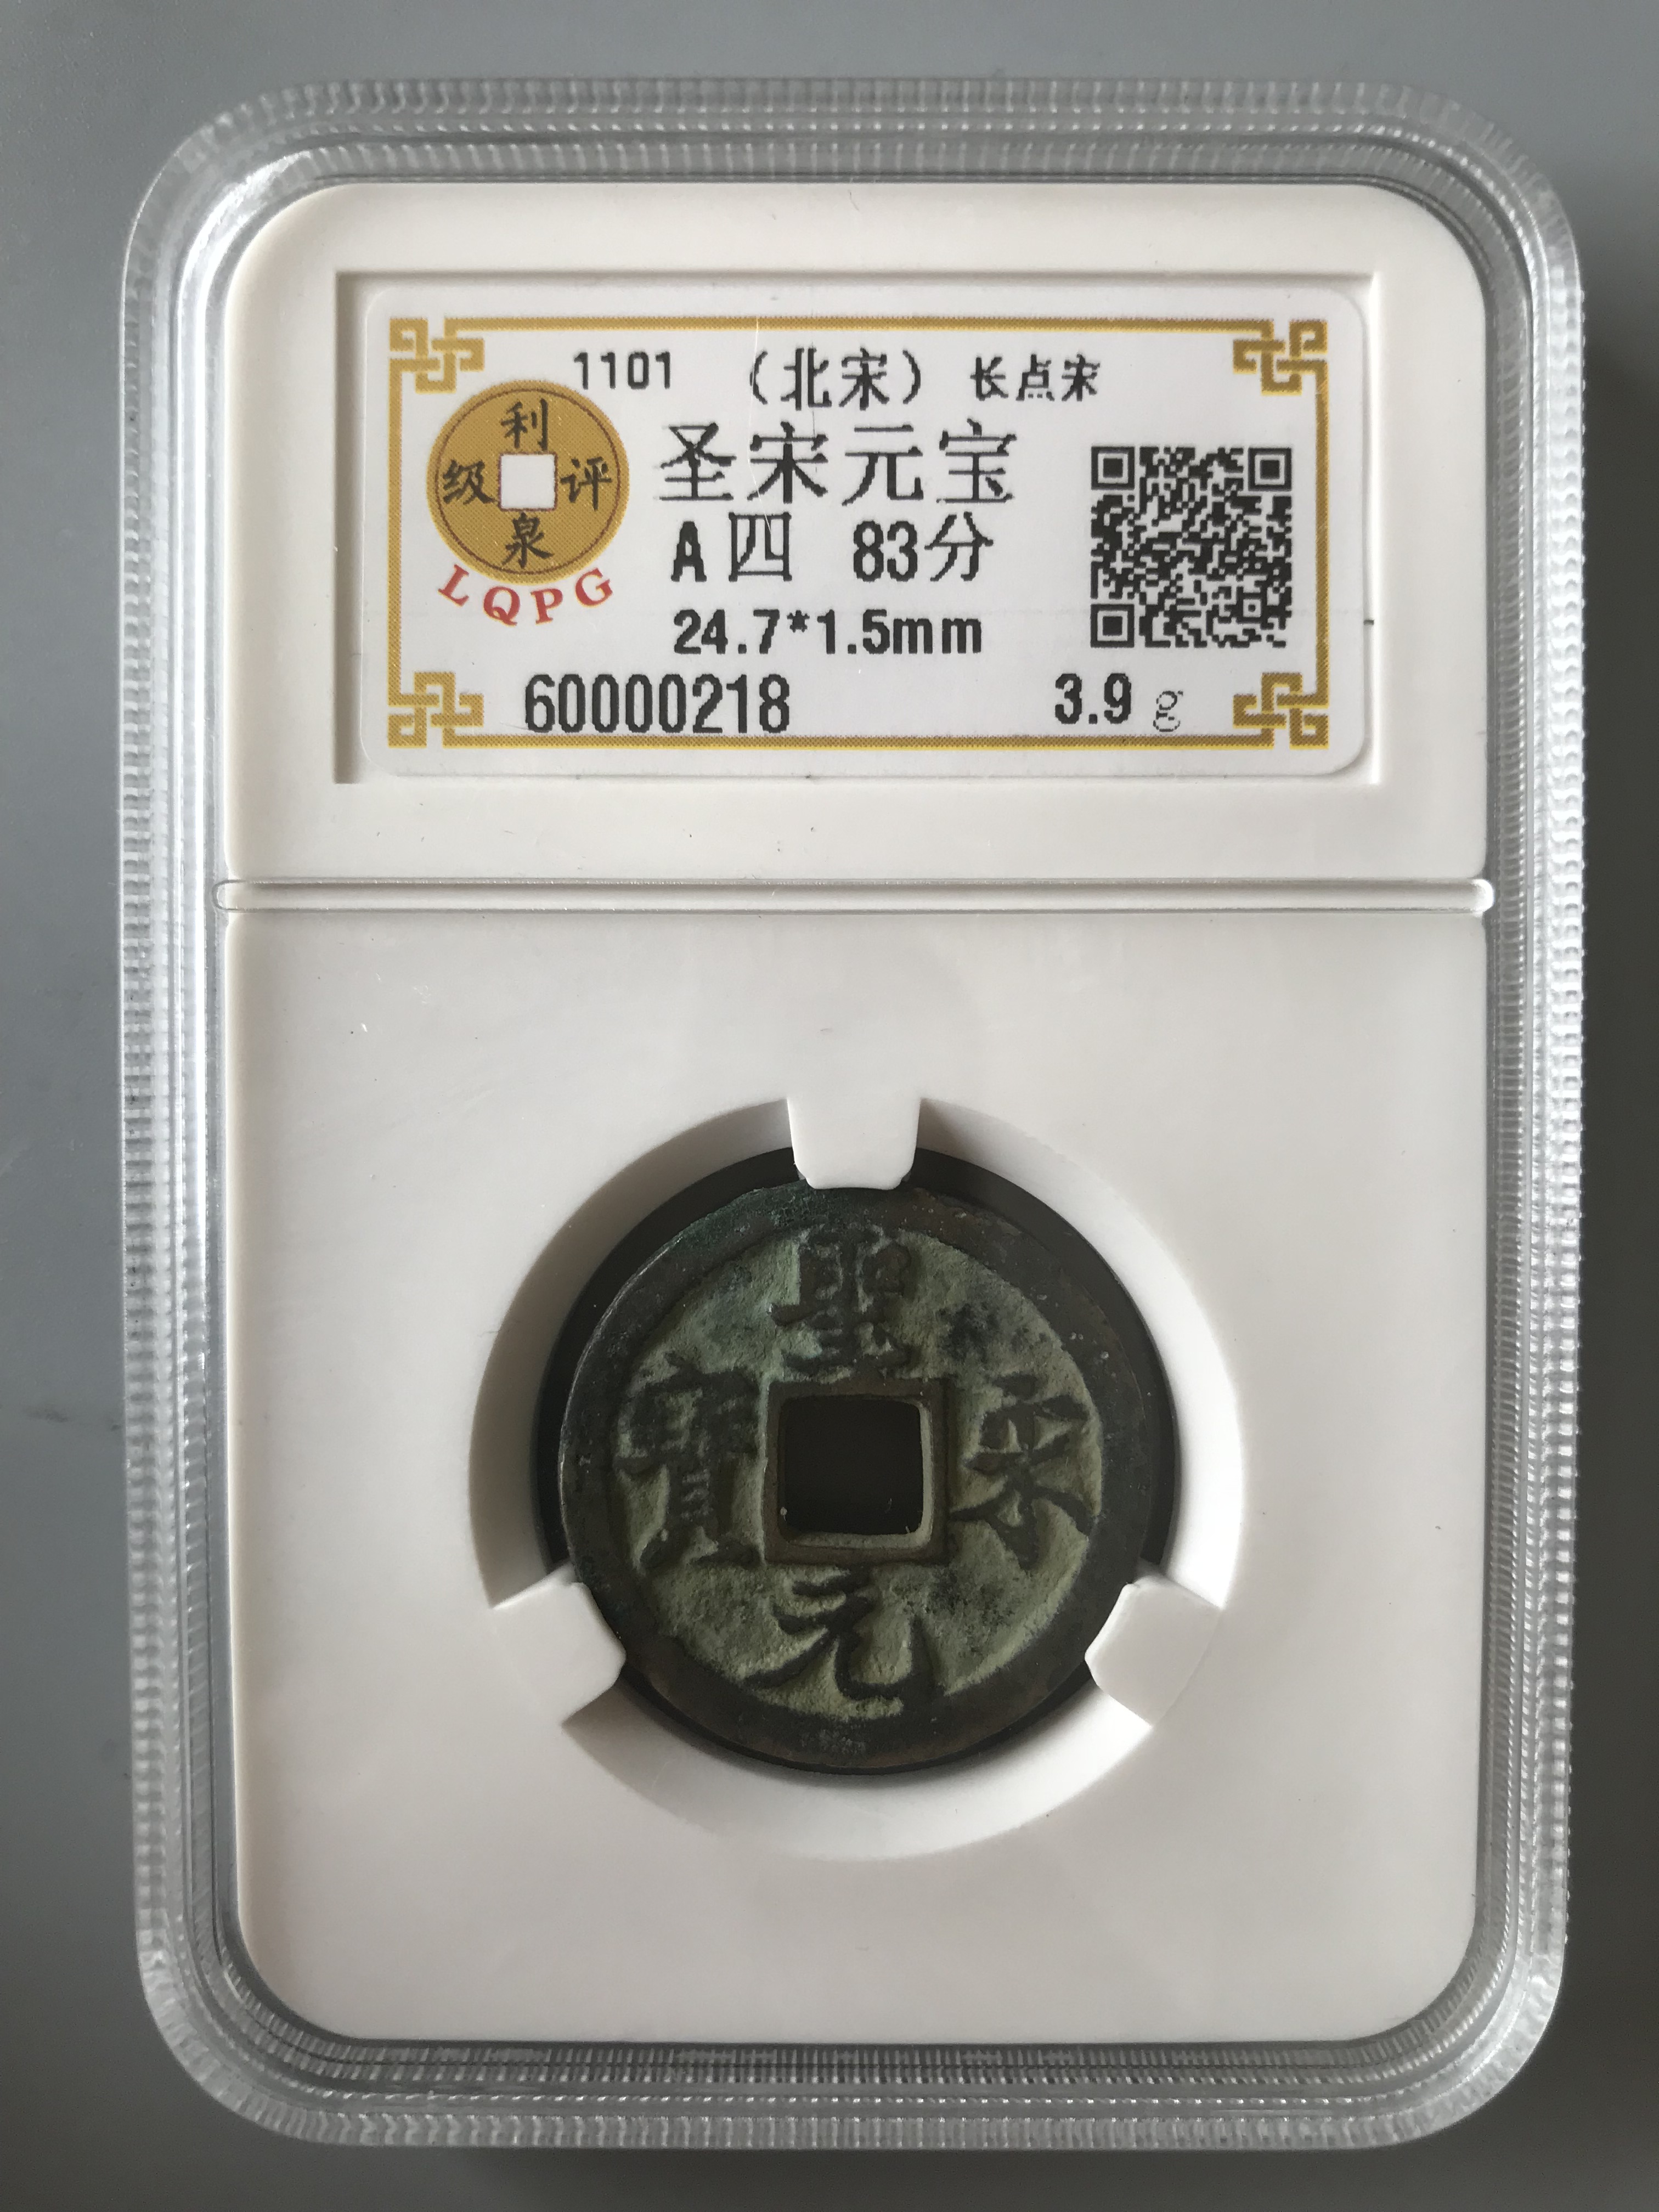 1101 （北宋） 长点宋
利泉评级
LQPG
圣宋元宝
A四 83分
24.7*1.5mm
60000218 3.9g
聖宋元寶